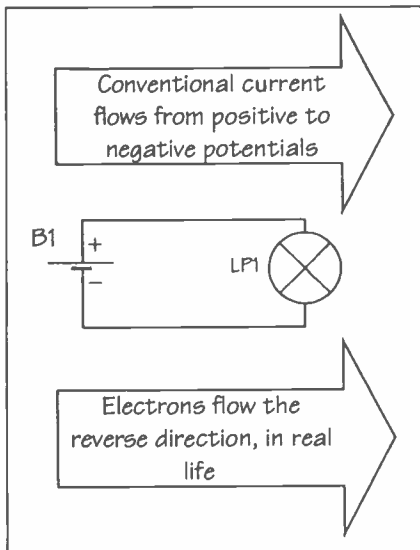 Conventional current
flows from positive to
negative potentials
B1
+
−
LP1
Electrons flow the
reverse direction, in real
life